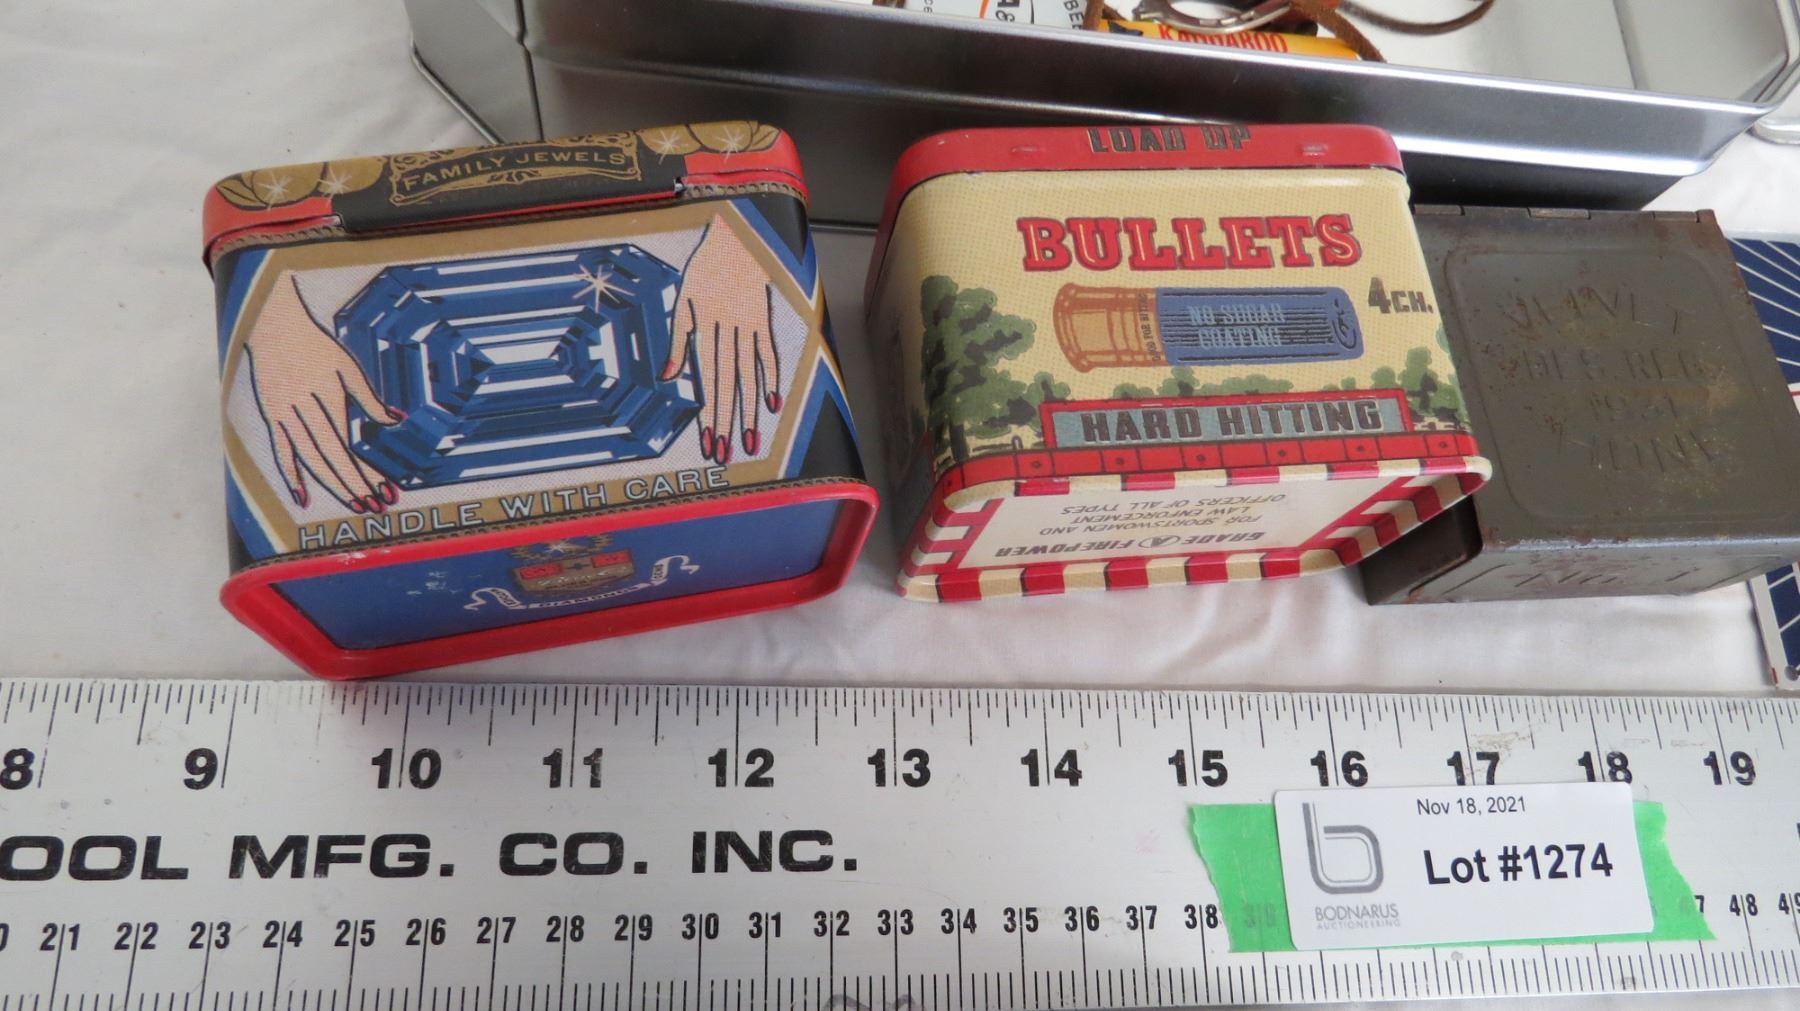 KANGAROO
FAMILY JEWELS
HANDLE WITH CARE
DIAMONDS
LOAD UP
BULLETS
4CH.
NO SUGAR
COATING
HARD HITTING
GRADE A FIREPOWER
FOR SPORTSWOMEN AND
LAW ENFORCEMENT
OFFICERS OF ALL TYPES
8 9 10 11 12 13 14 15 16 17 18 19
OOL MFG. CO. INC.
21 22 23 24 25 26 27 28 29 30 31 32 33 34 35 36 37 38 39 47 48 49
Nov 18, 2021
Lot #1274
BODNARUS
AUCTIONEERING